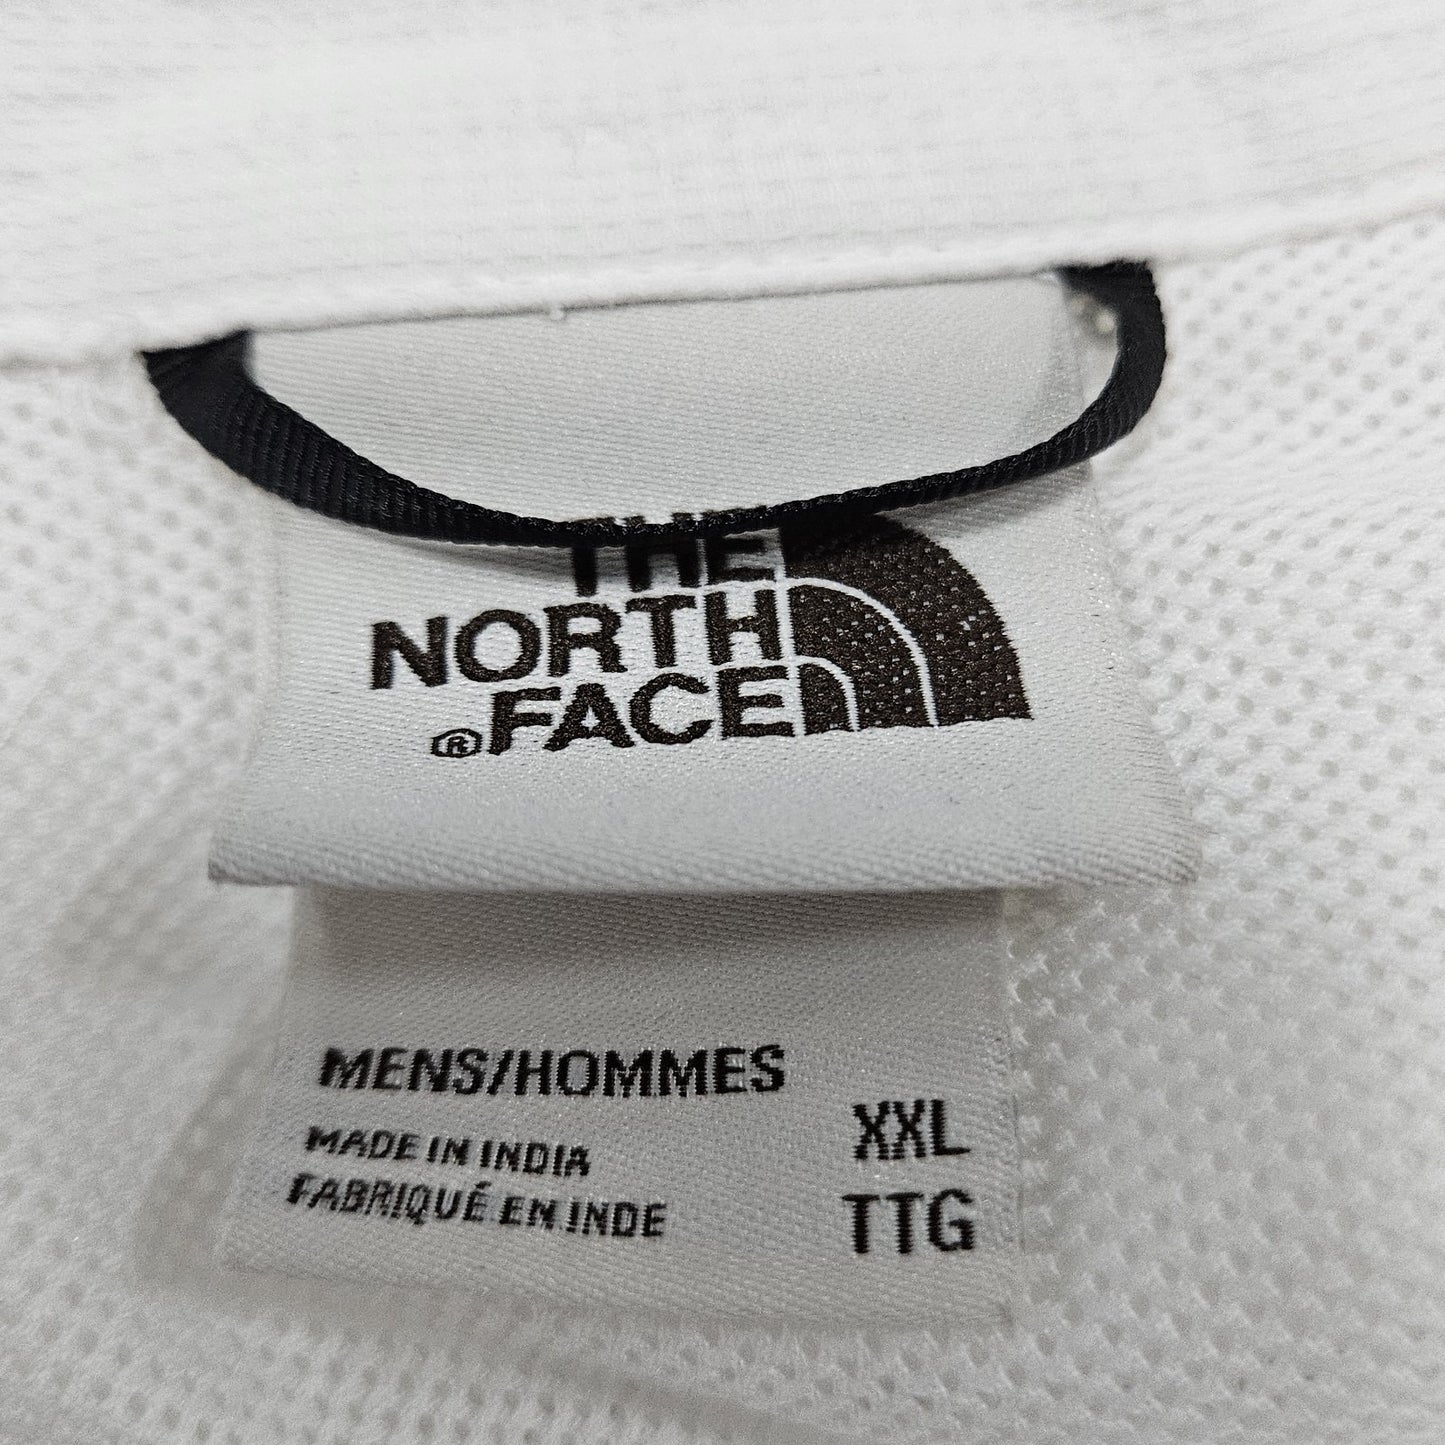 THE
NORTH
® FACE
MENS/HOMMES
MADE IN INDIA
FABRIQUÉ EN INDE
XXL
TTG